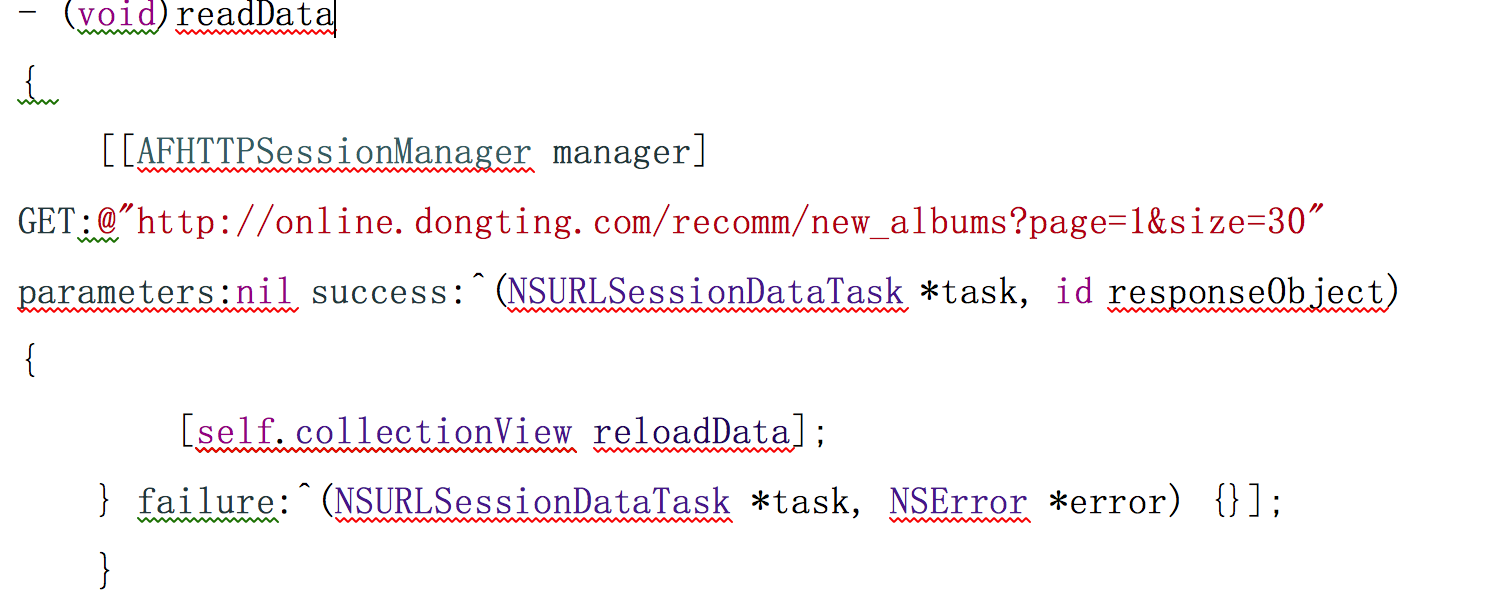 - (void)readData
{
[[AFHTTPSessionManager manager]
GET:@"http://online.dongting.com/recomm/new_albums?page=1&size=30"
parameters:nil success:^(NSURLSessionDataTask *task, id responseObject)
{
[self.collectionView reloadData];
} failure:^(NSURLSessionDataTask *task, NSError *error) {}];
}